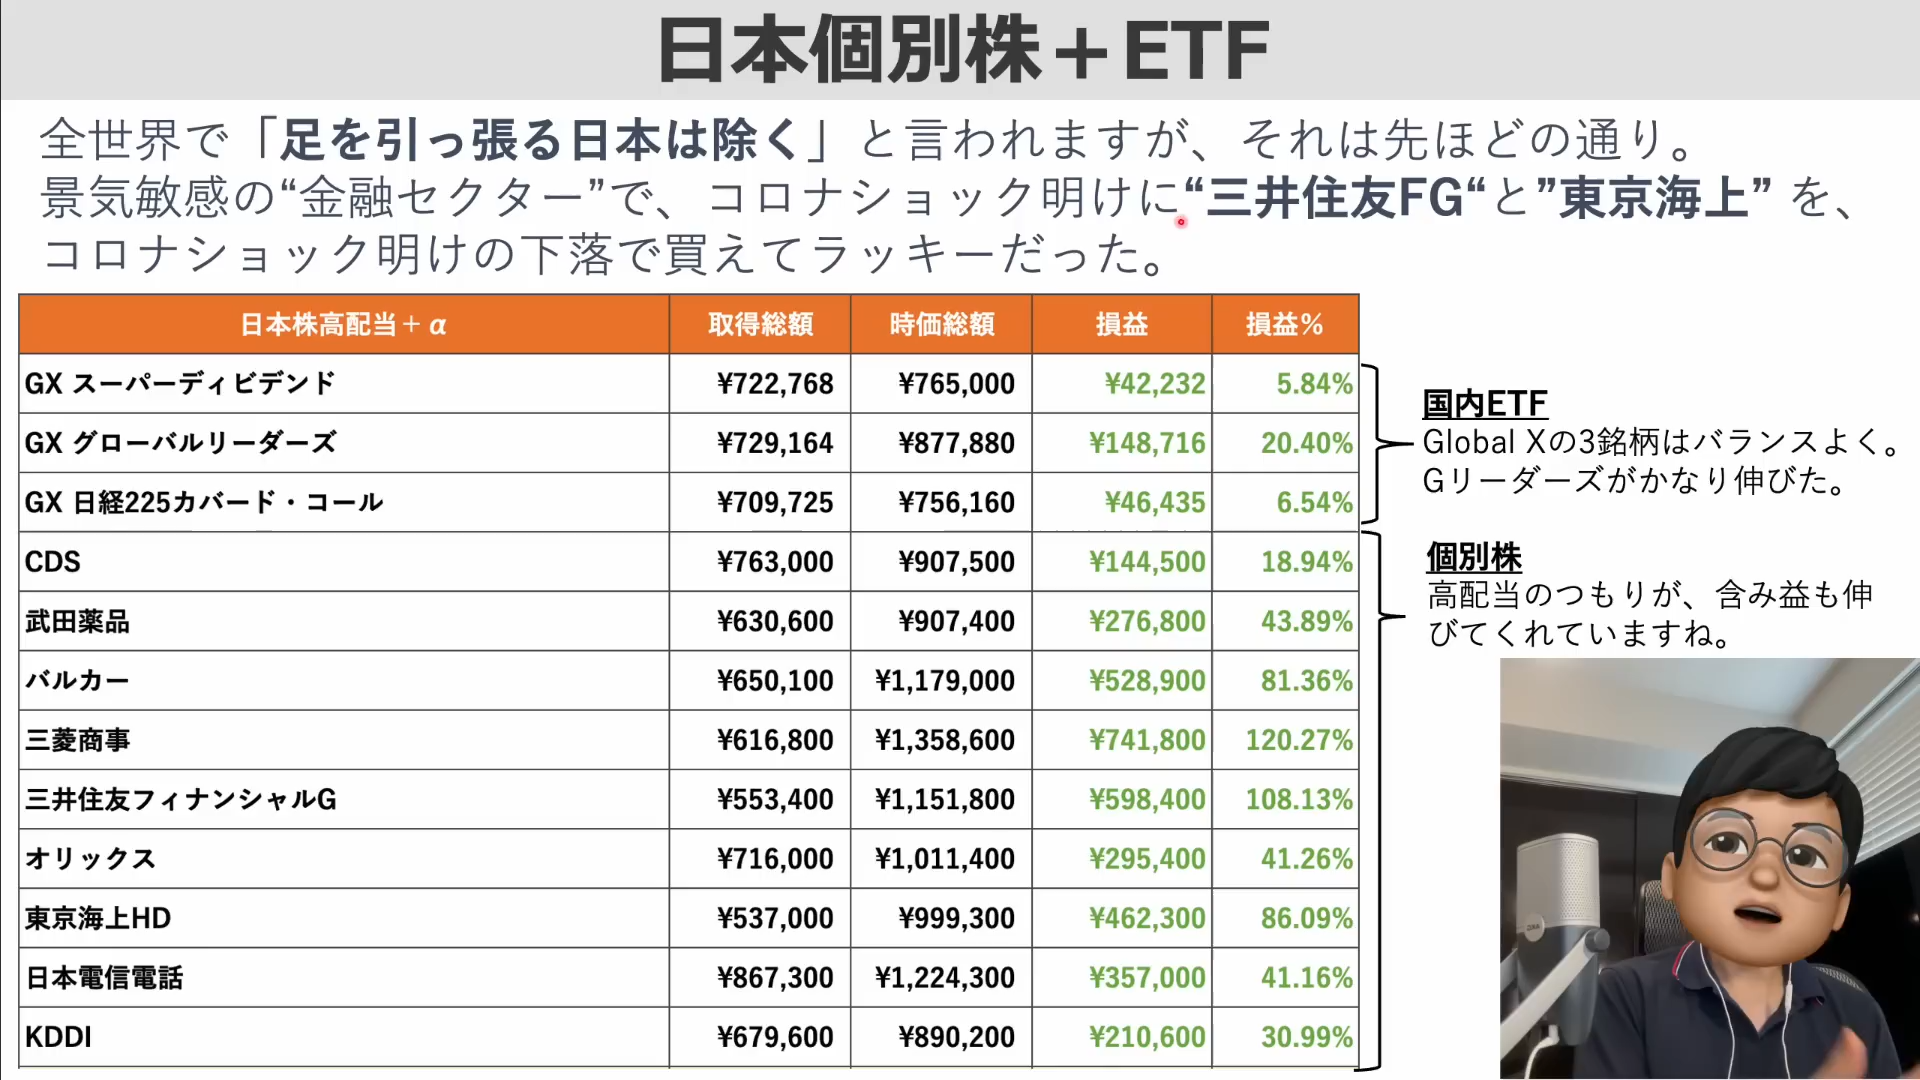 日本個別株＋ETF
全世界で「足を引っ張る日本は除く」と言われますが、それは先ほどの通り。
景気敏感の“金融セクター”で、コロナショック明けに“三井住友FG“と”東京海上” を、
コロナショック明けの下落で買えてラッキーだった。
日本株高配当＋α 取得総額 時価総額 損益 損益%
GX スーパーディビデンド ¥722,768 ¥765,000 ¥42,232 5.84%
GX グローバルリーダーズ ¥729,164 ¥877,880 ¥148,716 20.40%
GX 日経225カバード・コール ¥709,725 ¥756,160 ¥46,435 6.54%
CDS ¥763,000 ¥907,500 ¥144,500 18.94%
武田薬品 ¥630,600 ¥907,400 ¥276,800 43.89%
バルカー ¥650,100 ¥1,179,000 ¥528,900 81.36%
三菱商事 ¥616,800 ¥1,358,600 ¥741,800 120.27%
三井住友フィナンシャルG ¥553,400 ¥1,151,800 ¥598,400 108.13%
オリックス ¥716,000 ¥1,011,400 ¥295,400 41.26%
東京海上HD ¥537,000 ¥999,300 ¥462,300 86.09%
日本電信電話 ¥867,300 ¥1,224,300 ¥357,000 41.16%
KDDI ¥679,600 ¥890,200 ¥210,600 30.99%
国内ETF
Global Xの3銘柄はバランスよく。
Gリーダーズがかなり伸びた。
個別株
高配当のつもりが、含み益も伸
びてくれていますね。